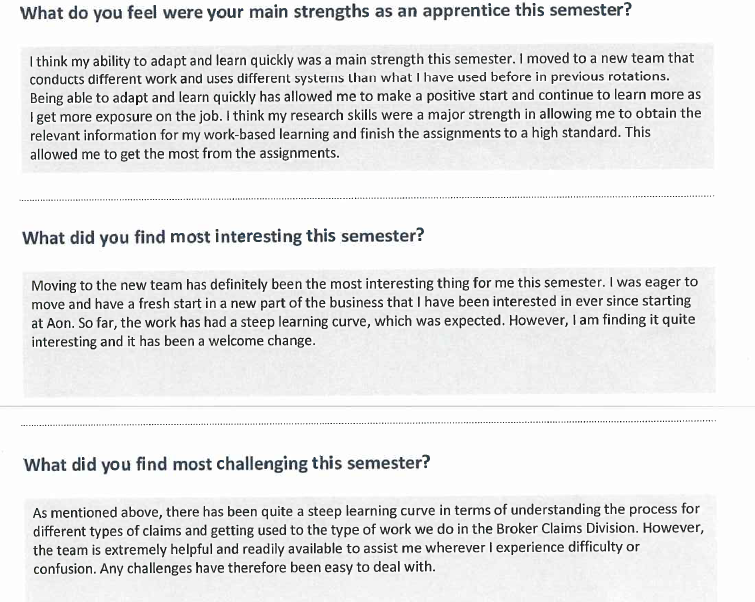 What do you feel were your main strengths as an apprentice this semester?
I think my ability to adapt and learn quickly was a main strength this semester. I moved to a new team that
conducts different work and uses different systems than what I have used before in previous rotations.
Being able to adapt and learn quickly has allowed me to make a positive start and continue to learn more as
I get more exposure on the job. I think my research skills were a major strength in allowing me to obtain the
relevant information for my work-based learning and finish the assignments to a high standard. This
allowed me to get the most from the assignments.
What did you find most interesting this semester?
Moving to the new team has definitely been the most interesting thing for me this semester. I was eager to
move and have a fresh start in a new part of the business that I have been interested in ever since starting
at Aon. So far, the work has had a steep learning curve, which was expected. However, I am finding it quite
interesting and it has been a welcome change.
What did you find most challenging this semester?
As mentioned above, there has been quite a steep learning curve in terms of understanding the process for
different types of claims and getting used to the type of work we do in the Broker Claims Division. However,
the team is extremely helpful and readily available to assist me wherever I experience difficulty or
confusion. Any challenges have therefore been easy to deal with.